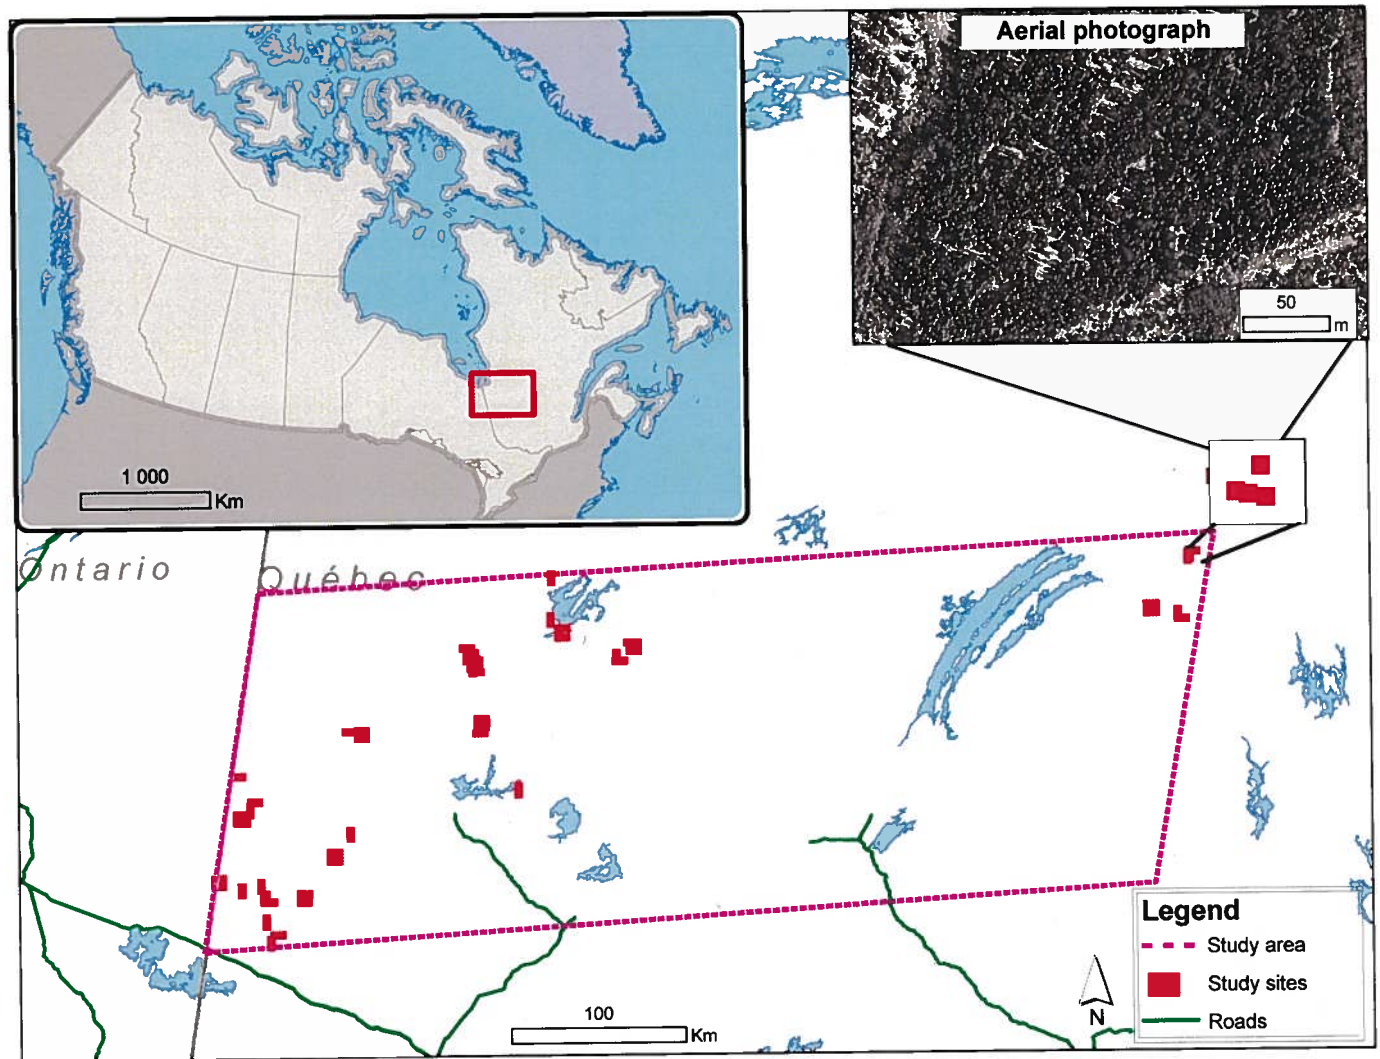 Aerial photograph
50
m
1 000
Km
Ontario
Québec
Legend
Study area
Study sites
Roads
N
100
Km